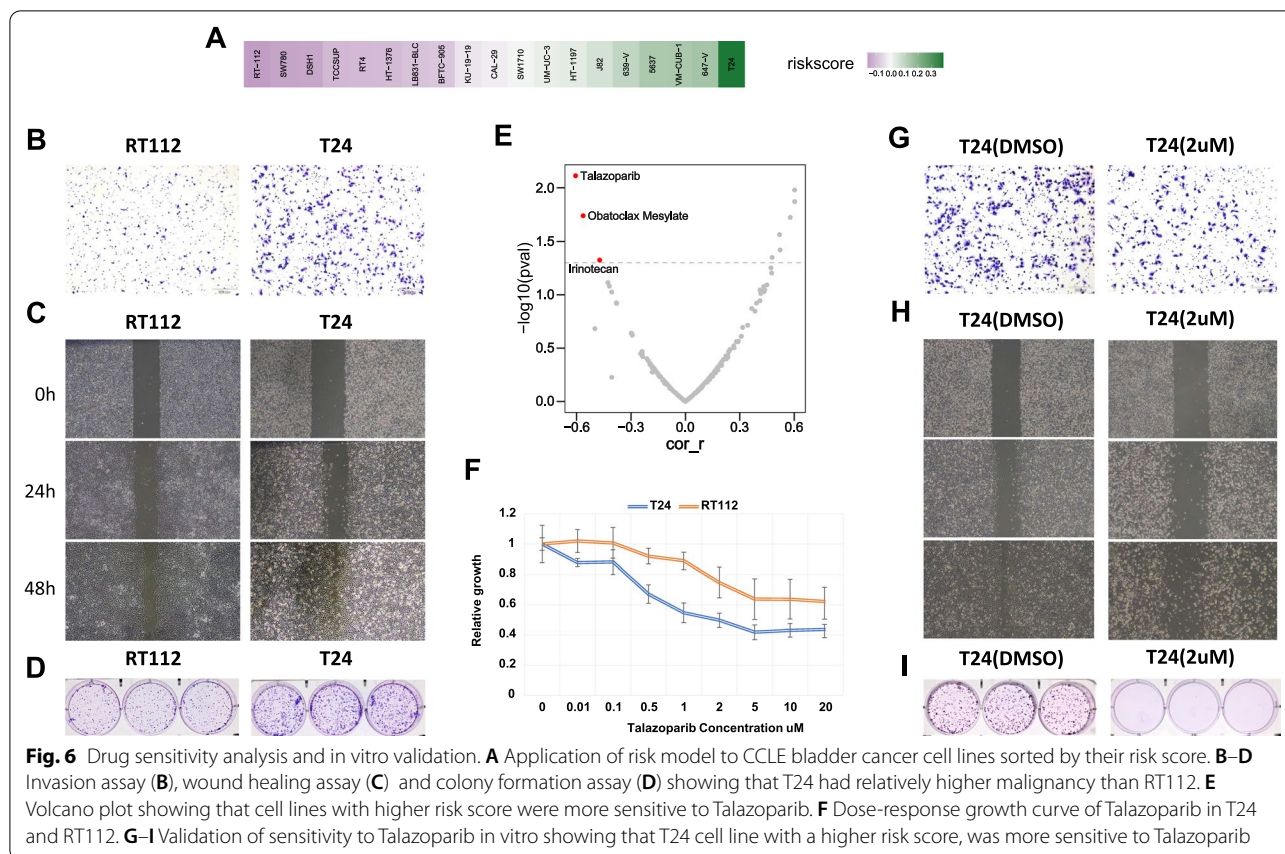 A
RT-112 SW780 DSH1 TCCSUP RT4 HT-1376 LB831-BLC BFTC-905 KU-19-19 CAL-29 SW1710 UM-UC-3 HT-1197 J82 639-V 5637 VM-CUB-1 647-V T24
riskscore
-0.1 0.0 0.1 0.2 0.3
B
RT112 T24
C
RT112 T24
0h
24h
48h
D
RT112 T24
E
Talazoparib
Obatoclax Mesylate
Irinotecan
−log10(pval)
2.0
1.5
1.0
0.5
0.0
−0.6 −0.3 0.0 0.3 0.6
cor_r
F
T24 RT112
Relative growth
1.2
1
0.8
0.6
0.4
0.2
0
0 0.01 0.1 0.5 1 2 5 10 20
Talazoparib Concentration uM
G
T24(DMSO) T24(2uM)
H
T24(DMSO) T24(2uM)
I
T24(DMSO) T24(2uM)
Fig. 6 Drug sensitivity analysis and in vitro validation. A Application of risk model to CCLE bladder cancer cell lines sorted by their risk score. B–D
Invasion assay (B), wound healing assay (C) and colony formation assay (D) showing that T24 had relatively higher malignancy than RT112. E
Volcano plot showing that cell lines with higher risk score were more sensitive to Talazoparib. F Dose-response growth curve of Talazoparib in T24
and RT112. G–I Validation of sensitivity to Talazoparib in vitro showing that T24 cell line with a higher risk score, was more sensitive to Talazoparib